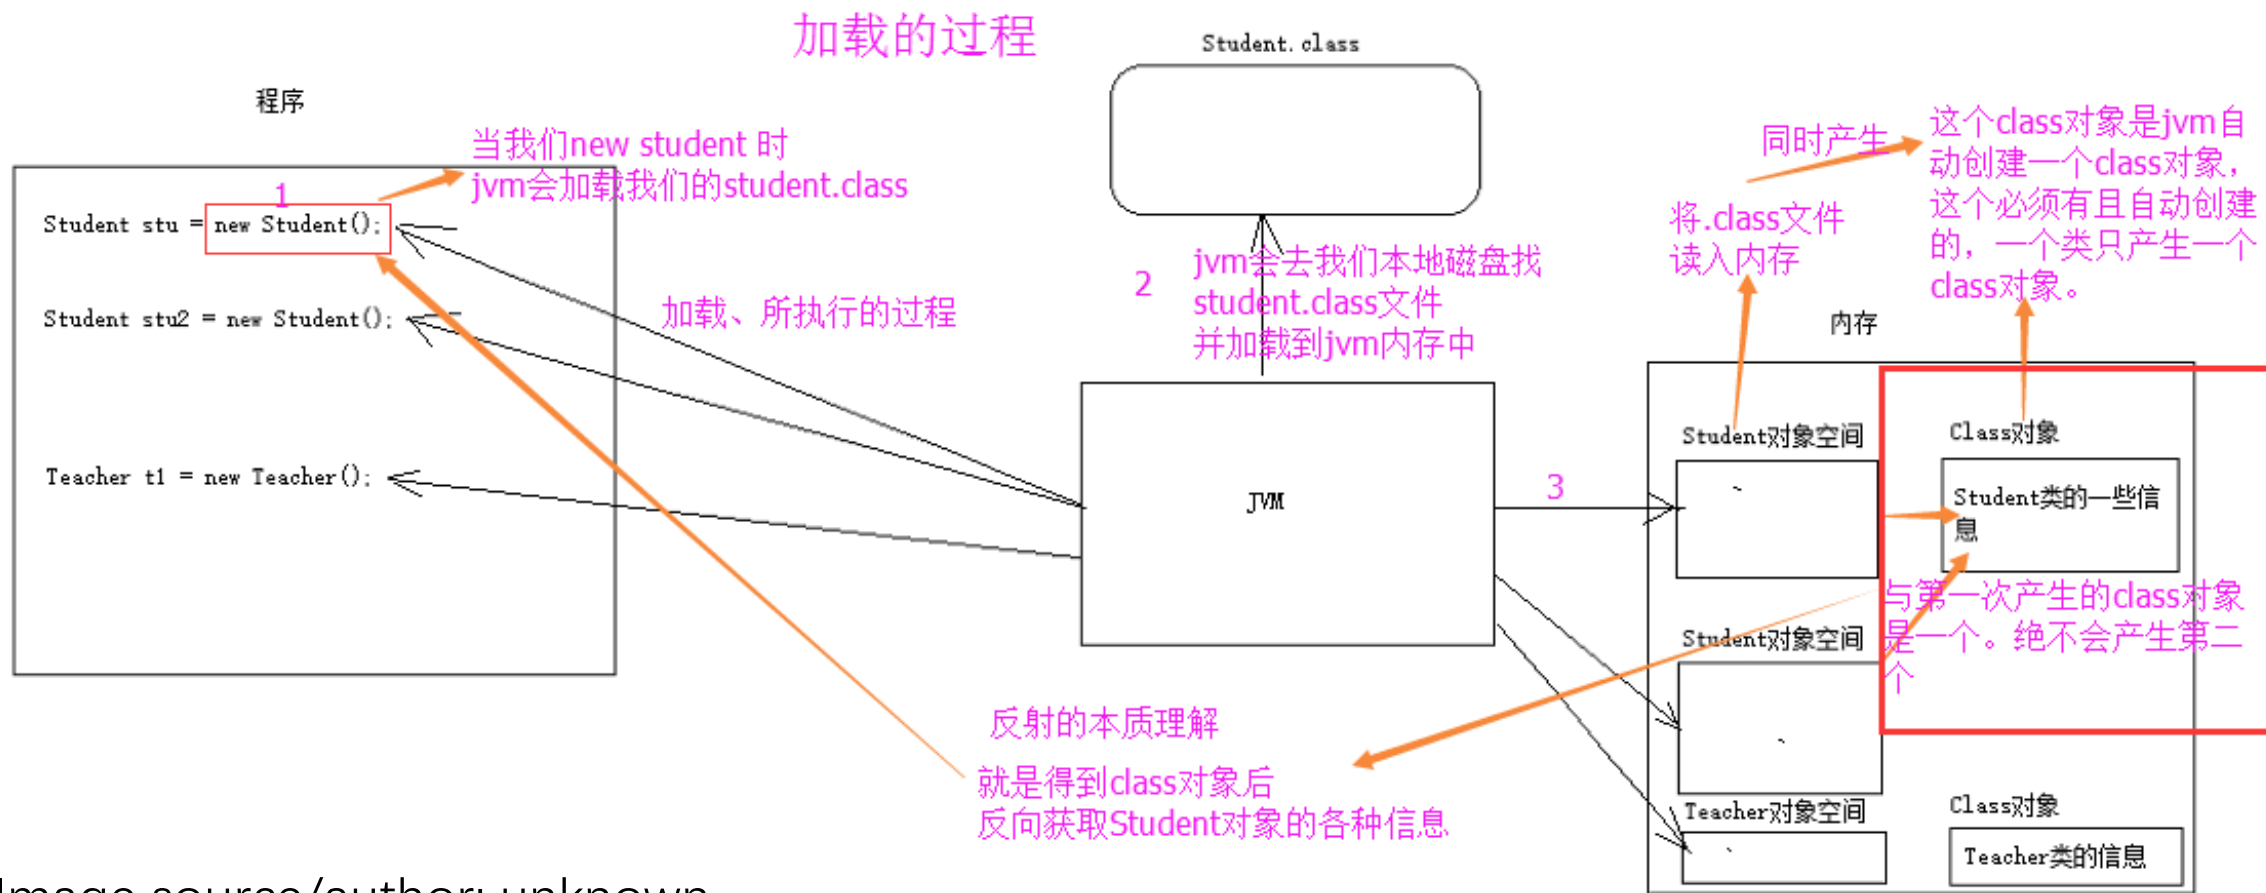 加载的过程
Student.class
程序
当我们new student 时
jvm会加载我们的student.class
1
Student stu = new Student();
Student stu2 = new Student();
Teacher t1 = new Teacher();
加载、所执行的过程
2
jvm会去我们本地磁盘找
student.class文件
并加载到jvm内存中
JVM
3
同时产生
将.class文件
读入内存
这个class对象是jvm自
动创建一个class对象，
这个必须有且自动创建
的，一个类只产生一个
class对象。
内存
Student对象空间
Class对象
Student类的一些信
息
与第一次产生的class对象
是一个。绝不会产生第二
个
Student对象空间
Teacher对象空间
Class对象
Teacher类的信息
反射的本质理解
就是得到class对象后
反向获取Student对象的各种信息
Image source/author: unknown